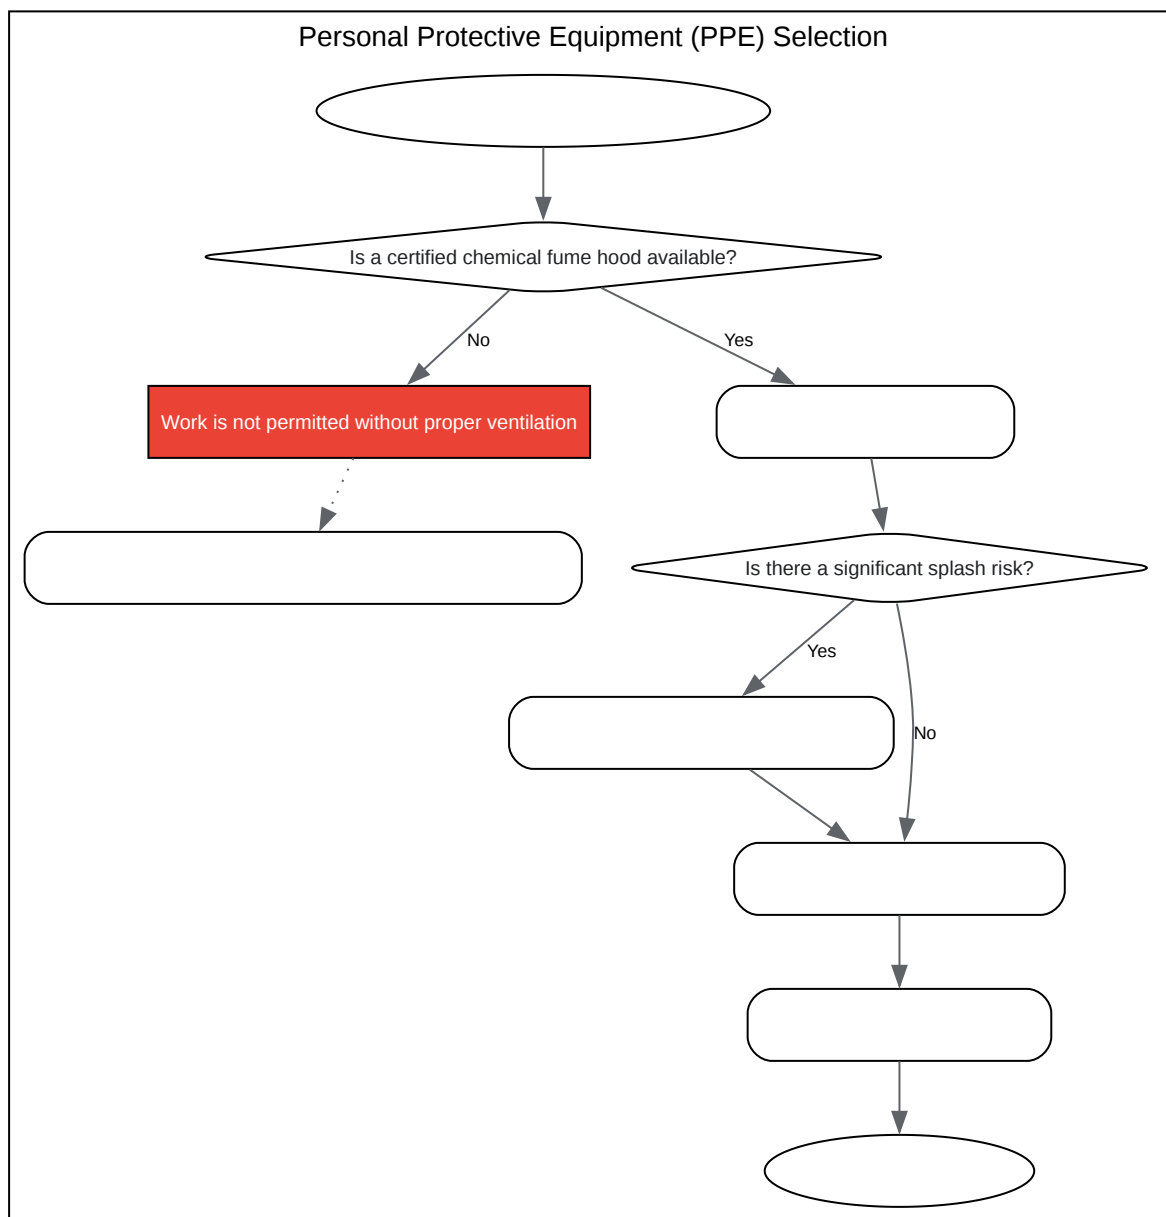 Personal Protective Equipment (PPE) Selection
Is a certified chemical fume hood available?
No
Yes
Work is not permitted without proper ventilation
Is there a significant splash risk?
Yes
No